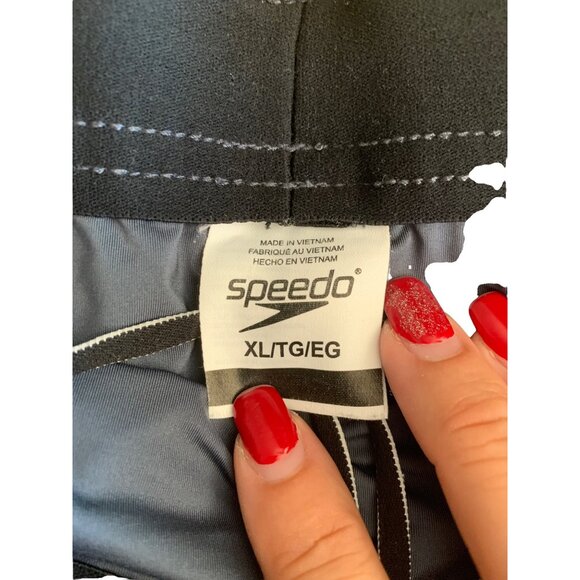 MADE IN VIETNAM
FABRIQUÉ AU VIETNAM
HECHO EN VIETNAM
speedo®
XL/TG/EG